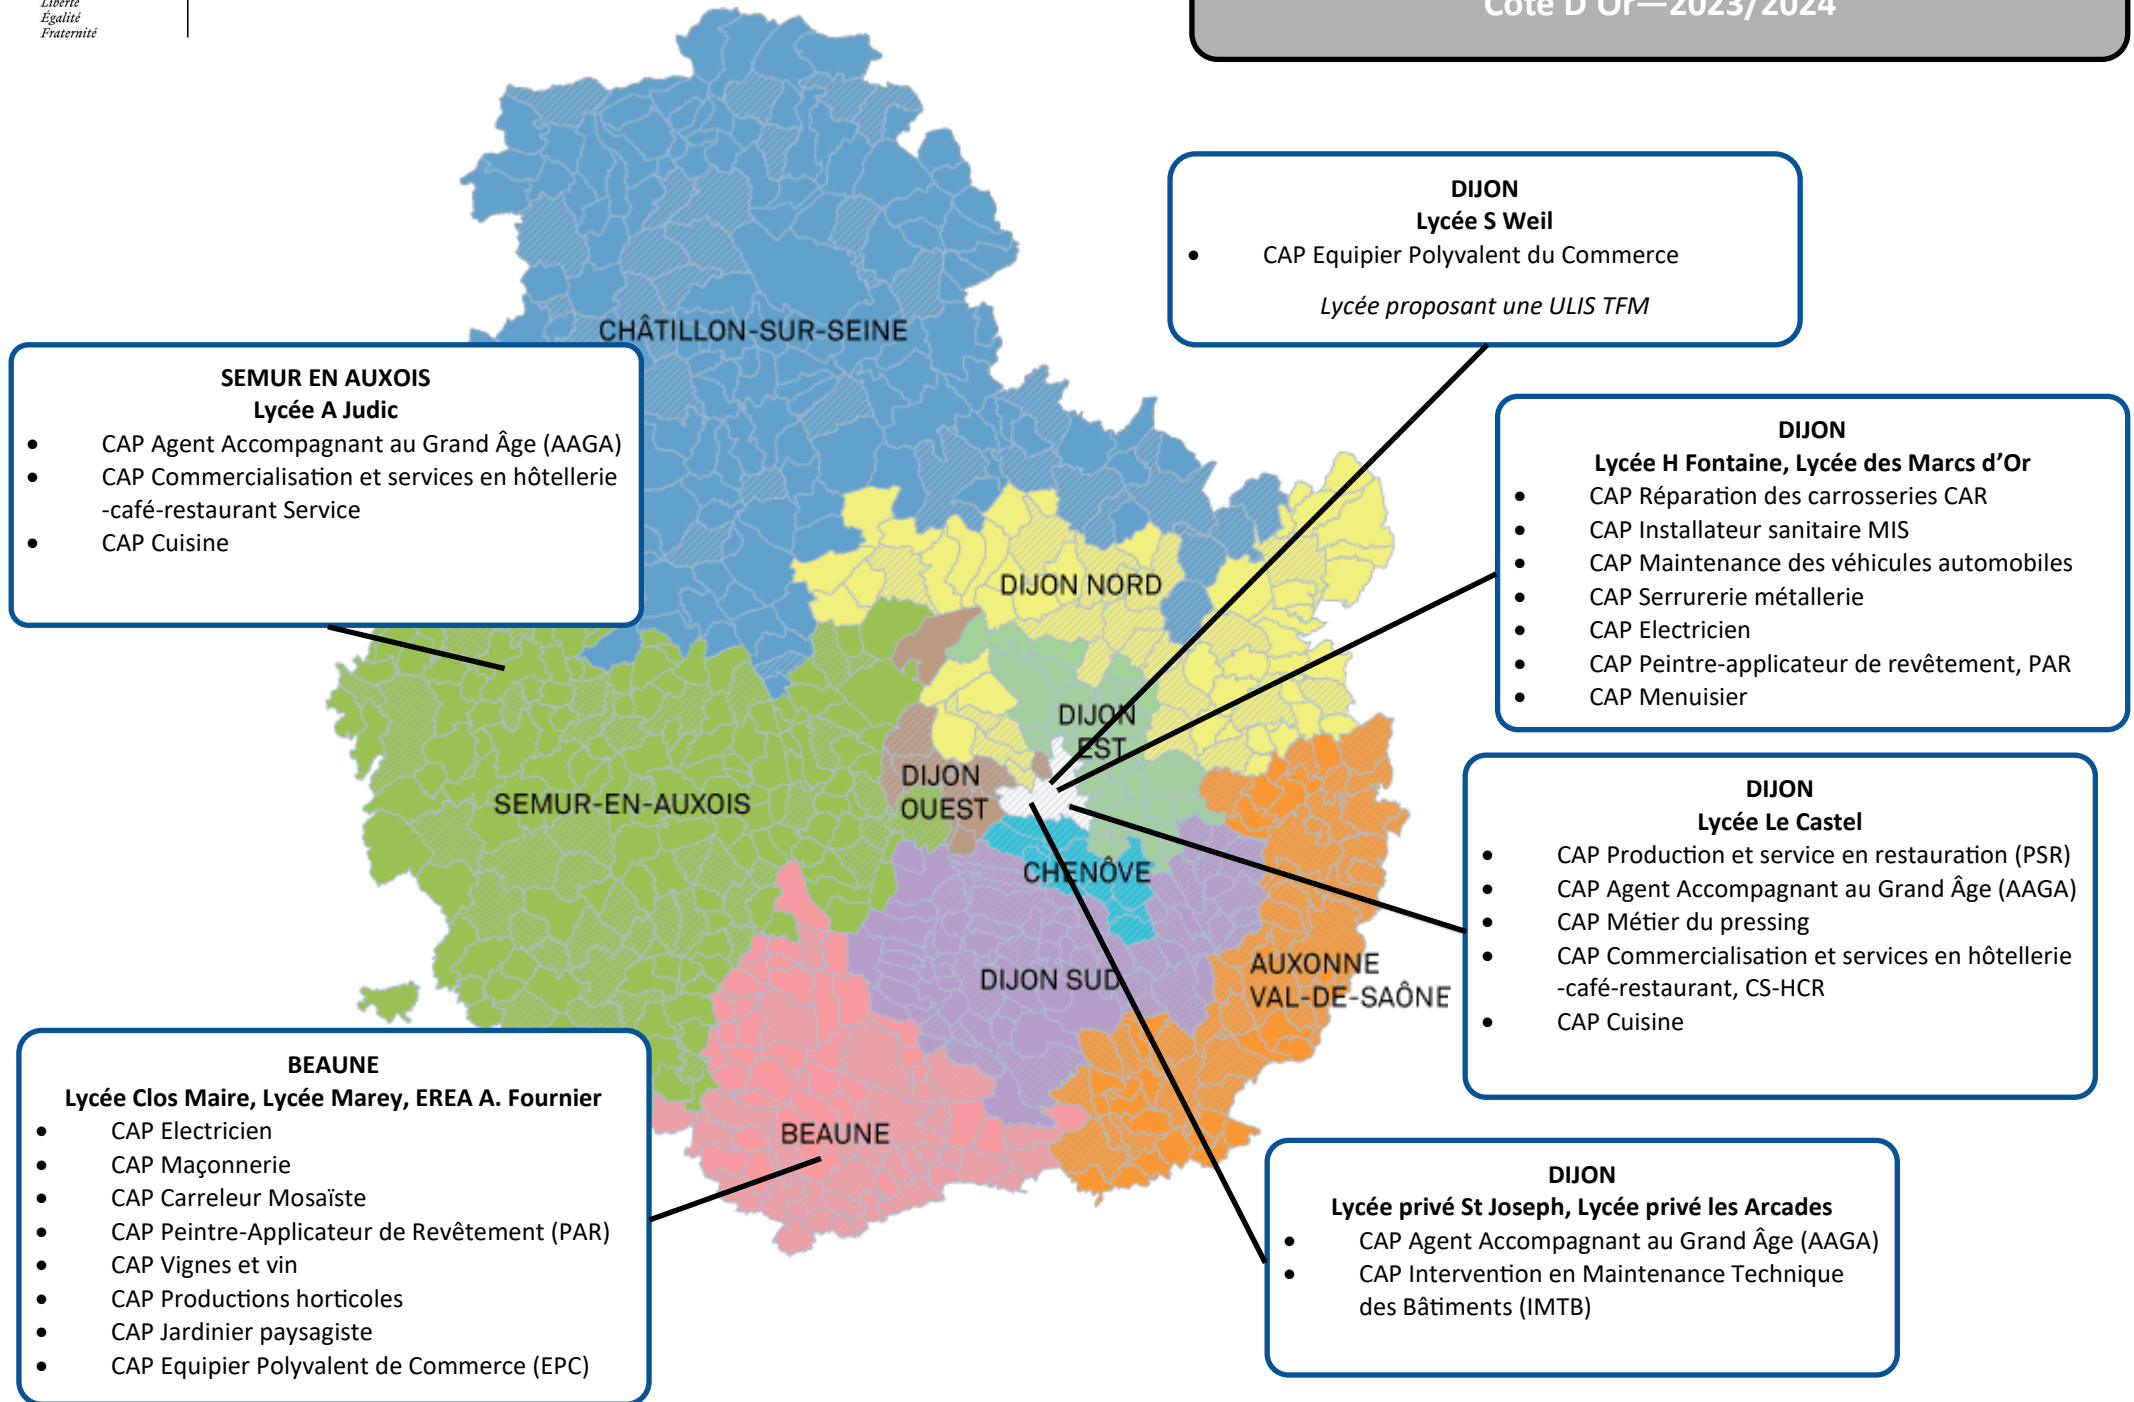 Liberté
Égalité
Fraternité
Côte D'Or—2023/2024
DIJON
Lycée S Weil
• CAP Equipier Polyvalent du Commerce
Lycée proposant une ULIS TFM
CHÂTILLON-SUR-SEINE
SEMUR EN AUXOIS
Lycée A Judic
• CAP Agent Accompagnant au Grand Âge (AAGA)
• CAP Commercialisation et services en hôtellerie
-café-restaurant Service
• CAP Cuisine
DIJON
Lycée H Fontaine, Lycée des Marcs d’Or
• CAP Réparation des carrosseries CAR
• CAP Installateur sanitaire MIS
• CAP Maintenance des véhicules automobiles
• CAP Serrurerie métallerie
• CAP Electricien
• CAP Peintre-applicateur de revêtement, PAR
• CAP Menuisier
DIJON NORD
DIJON
EST
DIJON
OUEST
SEMUR-EN-AUXOIS
CHENÔVE
DIJON SUD
AUXONNE
VAL-DE-SAÔNE
BEAUNE
DIJON
Lycée Le Castel
• CAP Production et service en restauration (PSR)
• CAP Agent Accompagnant au Grand Âge (AAGA)
• CAP Métier du pressing
• CAP Commercialisation et services en hôtellerie
-café-restaurant, CS-HCR
• CAP Cuisine
BEAUNE
Lycée Clos Maire, Lycée Marey, EREA A. Fournier
• CAP Electricien
• CAP Maçonnerie
• CAP Carreleur Mosaïste
• CAP Peintre-Applicateur de Revêtement (PAR)
• CAP Vignes et vin
• CAP Productions horticoles
• CAP Jardinier paysagiste
• CAP Equipier Polyvalent de Commerce (EPC)
DIJON
Lycée privé St Joseph, Lycée privé les Arcades
• CAP Agent Accompagnant au Grand Âge (AAGA)
• CAP Intervention en Maintenance Technique
des Bâtiments (IMTB)